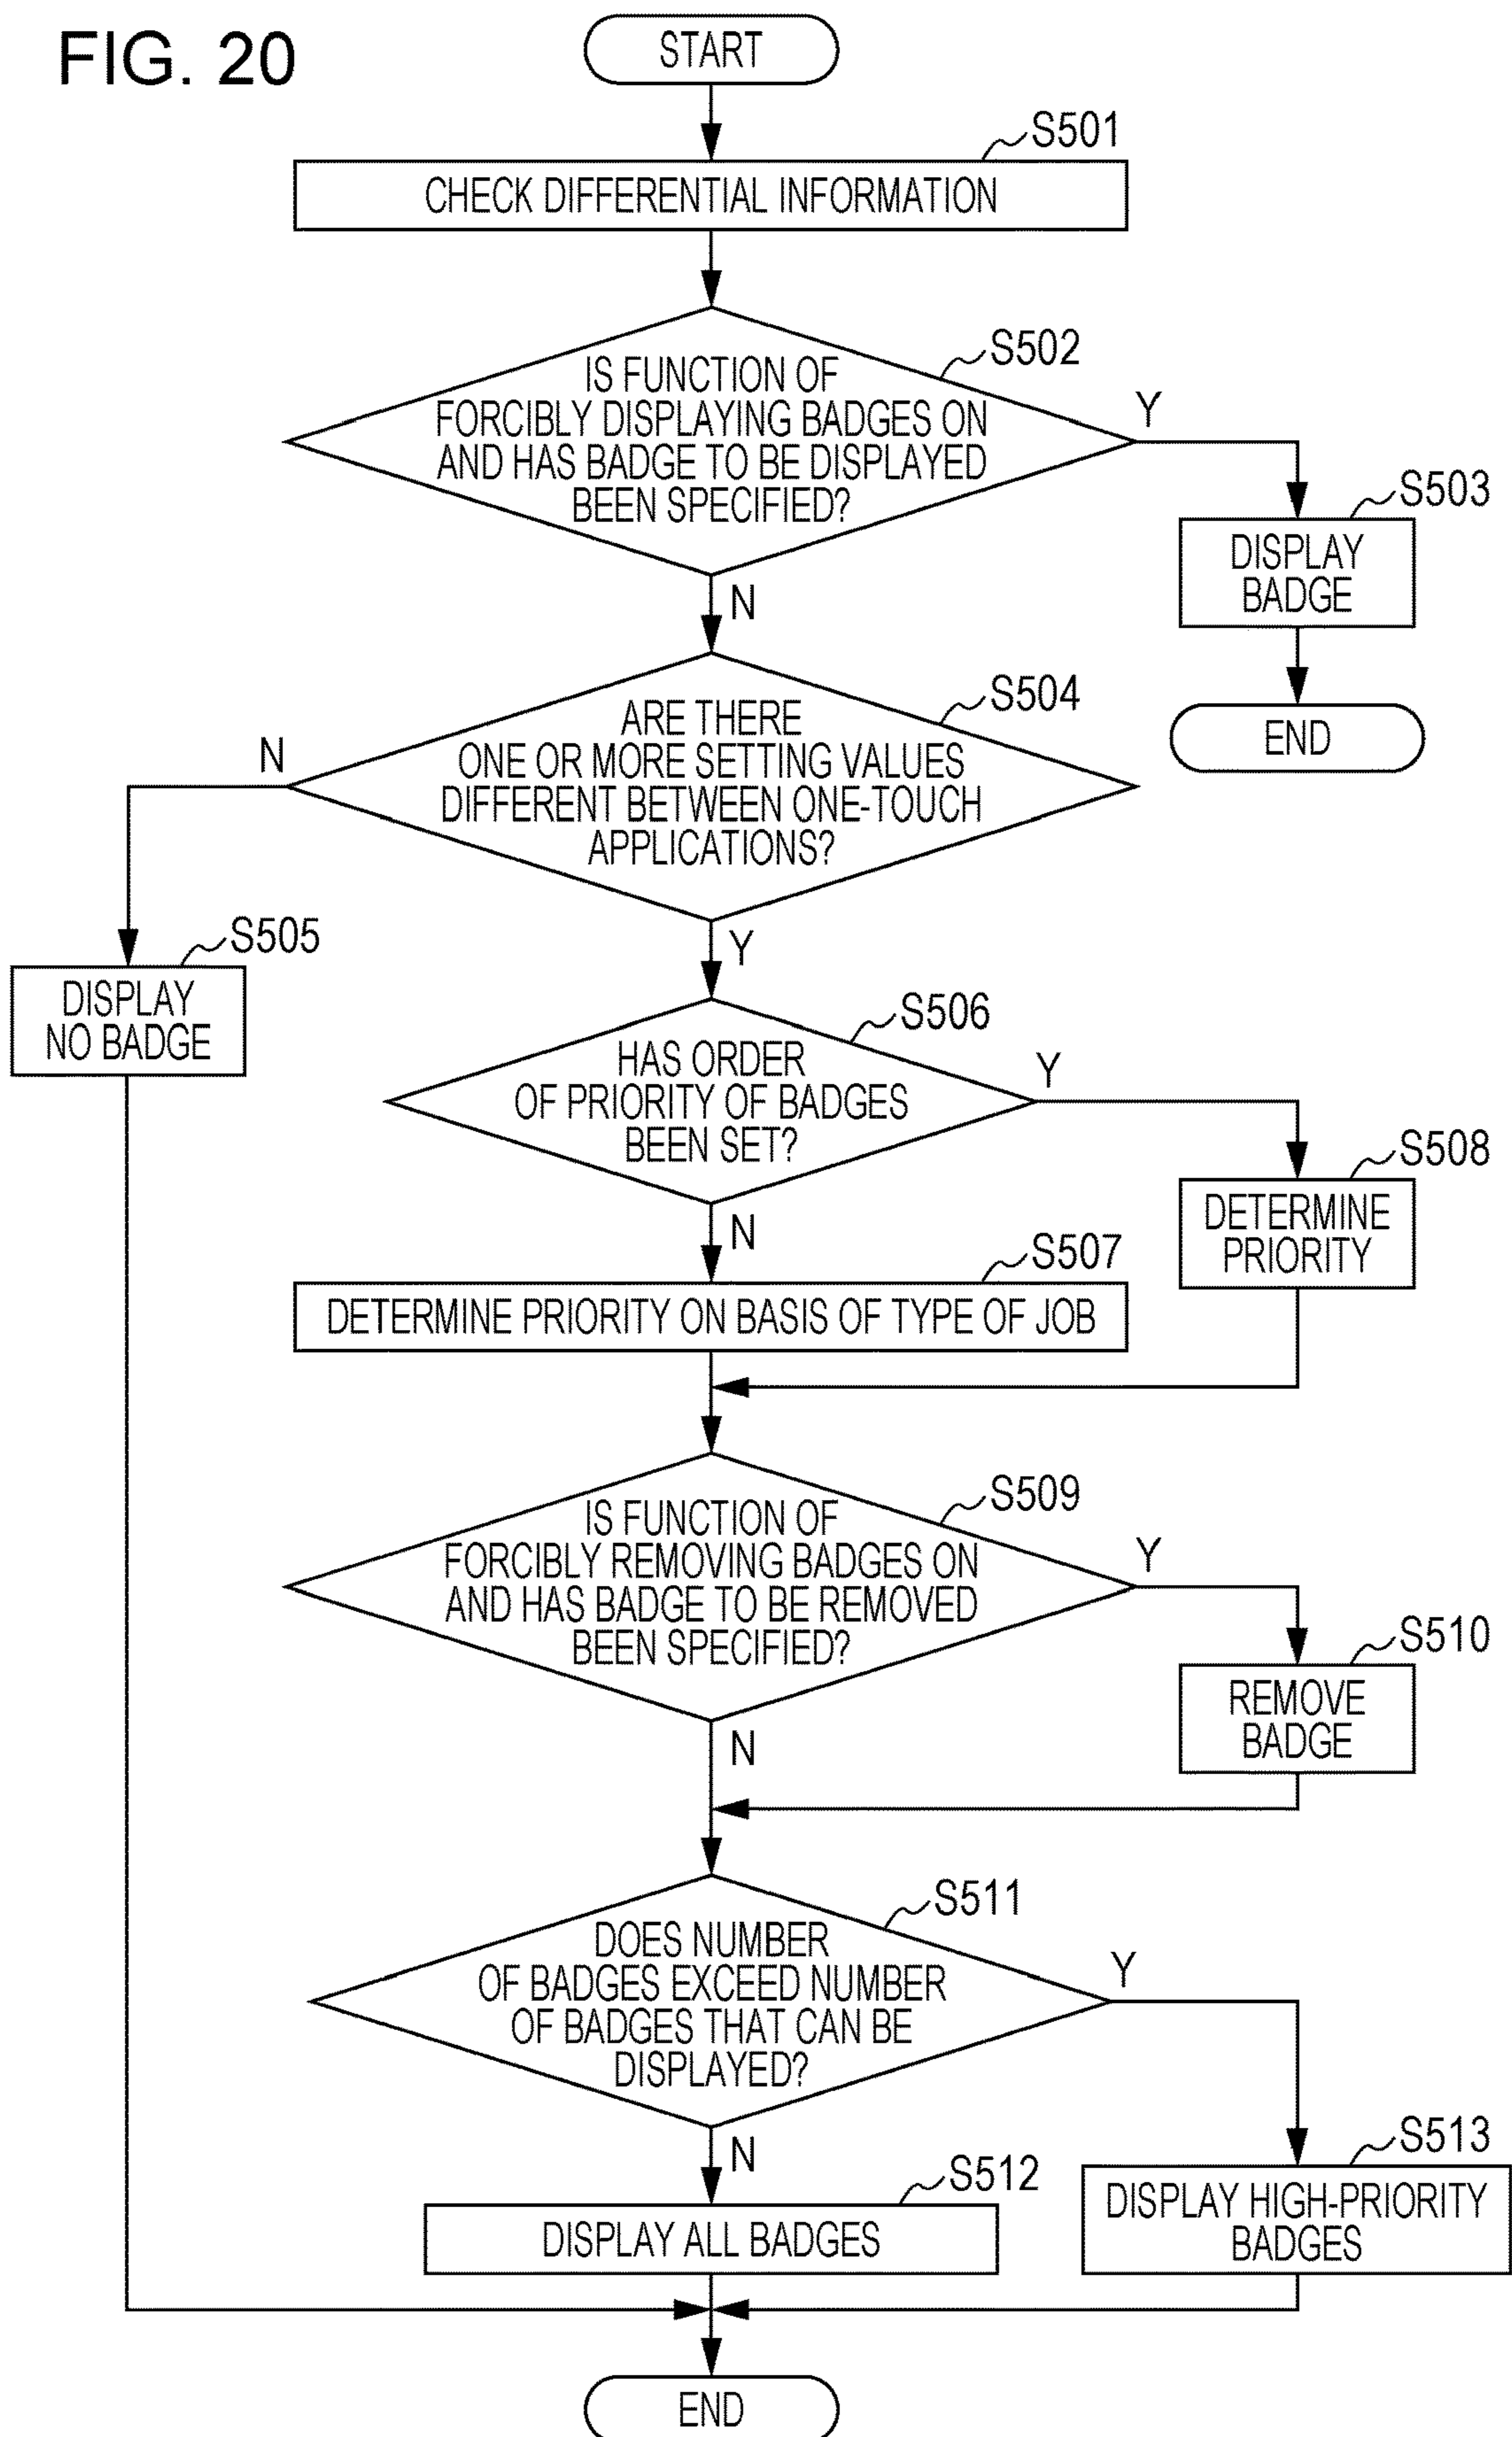 FIG. 20
START
S501
CHECK DIFFERENTIAL INFORMATION
S502
IS FUNCTION OF
FORCIBLY DISPLAYING BADGES ON
AND HAS BADGE TO BE DISPLAYED
BEEN SPECIFIED?
Y
N
S503
DISPLAY
BADGE
END
S504
ARE THERE
ONE OR MORE SETTING VALUES
DIFFERENT BETWEEN ONE-TOUCH
APPLICATIONS?
N
Y
S505
DISPLAY
NO BADGE
S506
HAS ORDER
OF PRIORITY OF BADGES
BEEN SET?
Y
N
S508
DETERMINE
PRIORITY
S507
DETERMINE PRIORITY ON BASIS OF TYPE OF JOB
S509
IS FUNCTION OF
FORCIBLY REMOVING BADGES ON
AND HAS BADGE TO BE REMOVED
BEEN SPECIFIED?
Y
N
S510
REMOVE
BADGE
S511
DOES NUMBER
OF BADGES EXCEED NUMBER
OF BADGES THAT CAN BE
DISPLAYED?
Y
N
S513
DISPLAY HIGH-PRIORITY
BADGES
S512
DISPLAY ALL BADGES
END